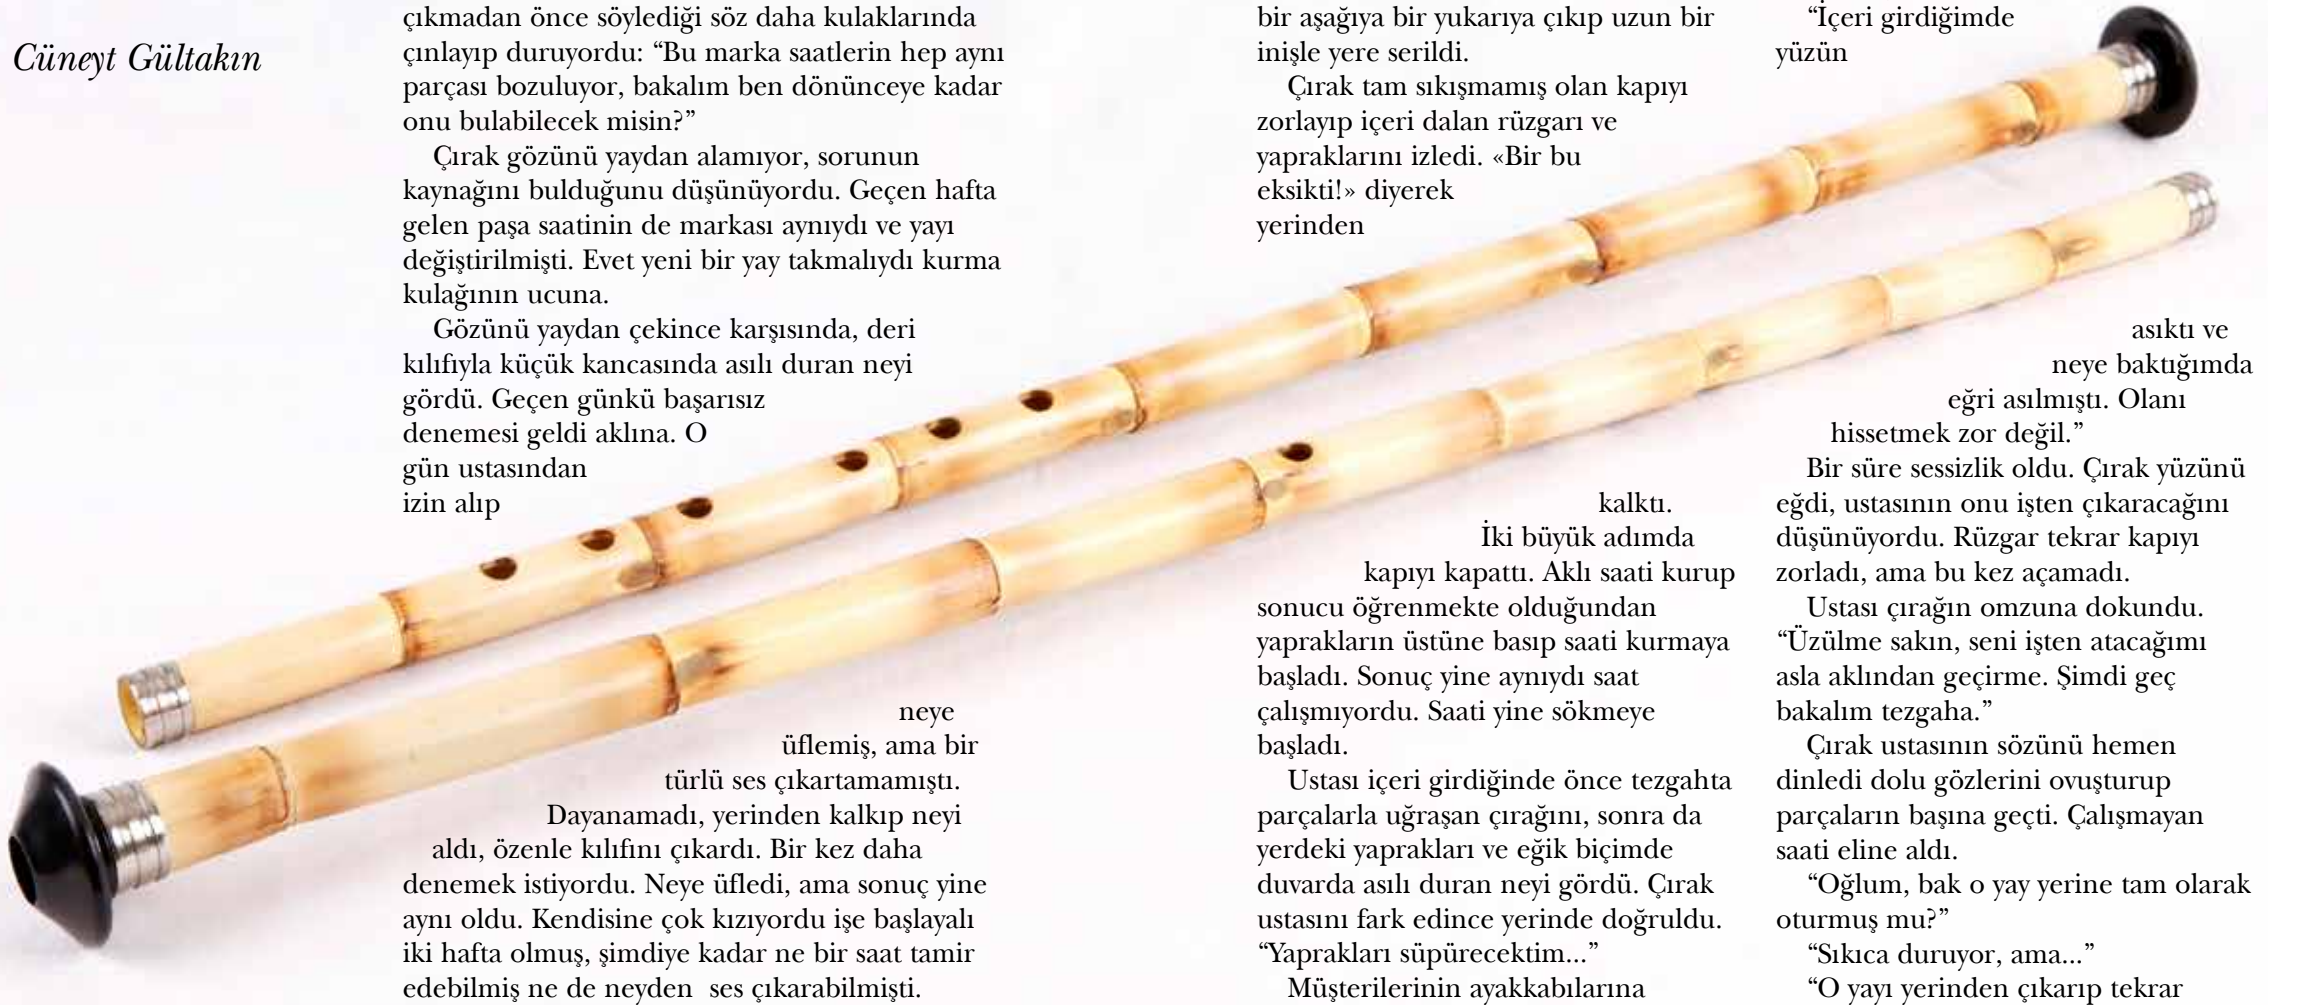 Cüneyt Gültakın
çıkmadan önce söylediği söz daha kulaklarında
çınlayıp duruyordu: “Bu marka saatlerin hep aynı
parçası bozuluyor, bakalım ben dönünceye kadar
onu bulabilecek misin?”
Çırak gözünü yaydan alamıyor, sorunun
kaynağını bulduğunu düşünüyordu. Geçen hafta
gelen paşa saatinin de markası aynıydı ve yayı
değiştirilmişti. Evet yeni bir yay takmalıydı kurma
kulağının ucuna.
Gözünü yaydan çekince karşısında, deri
kılıfıyla küçük kancasında asılı duran neyi
gördü. Geçen günkü başarısız
denemesi geldi aklına. O
gün ustasından
izin alıp
neye
üflemiş, ama bir
türlü ses çıkartamamıştı.
Dayanamadı, yerinden kalkıp neyi
aldı, özenle kılıfını çıkardı. Bir kez daha
denemek istiyordu. Neye üfledi, ama sonuç yine
aynı oldu. Kendisine çok kızıyordu işe başlayalı
iki hafta olmuş, şimdiye kadar ne bir saat tamir
edebilmiş ne de neyden  ses çıkarabilmişti.
bir aşağıya bir yukarıya çıkıp uzun bir
inişle yere serildi.
Çırak tam sıkışmamış olan kapıyı
zorlayıp içeri dalan rüzgarı ve
yapraklarını izledi. «Bir bu
eksikti!» diyerek
yerinden
kalktı.
İki büyük adımda
kapıyı kapattı. Aklı saati kurup
sonucu öğrenmekte olduğundan
yaprakların üstüne basıp saati kurmaya
başladı. Sonuç yine aynıydı saat
çalışmıyordu. Saati yine sökmeye
başladı.
Ustası içeri girdiğinde önce tezgahta
parçalarla uğraşan çırağını, sonra da
yerdeki yaprakları ve eğik biçimde
duvarda asılı duran neyi gördü. Çırak
ustasını fark edince yerinde doğruldu.
“Yaprakları süpürecektim...”
Müşterilerinin ayakkabılarına
“İçeri girdiğimde
yüzün
asıktı ve
neye baktığımda
eğri asılmıştı. Olanı
hissetmek zor değil.”
Bir süre sessizlik oldu. Çırak yüzünü
eğdi, ustasının onu işten çıkaracağını
düşünüyordu. Rüzgar tekrar kapıyı
zorladı, ama bu kez açamadı.
Ustası çırağın omzuna dokundu.
“Üzülme sakın, seni işten atacağımı
asla aklından geçirme. Şimdi geç
bakalım tezgaha.”
Çırak ustasının sözünü hemen
dinledi dolu gözlerini ovuşturup
parçaların başına geçti. Çalışmayan
saati eline aldı.
“Oğlum, bak o yay yerine tam olarak
oturmuş mu?”
“Sıkıca duruyor, ama...”
“O yayı yerinden çıkarıp tekrar